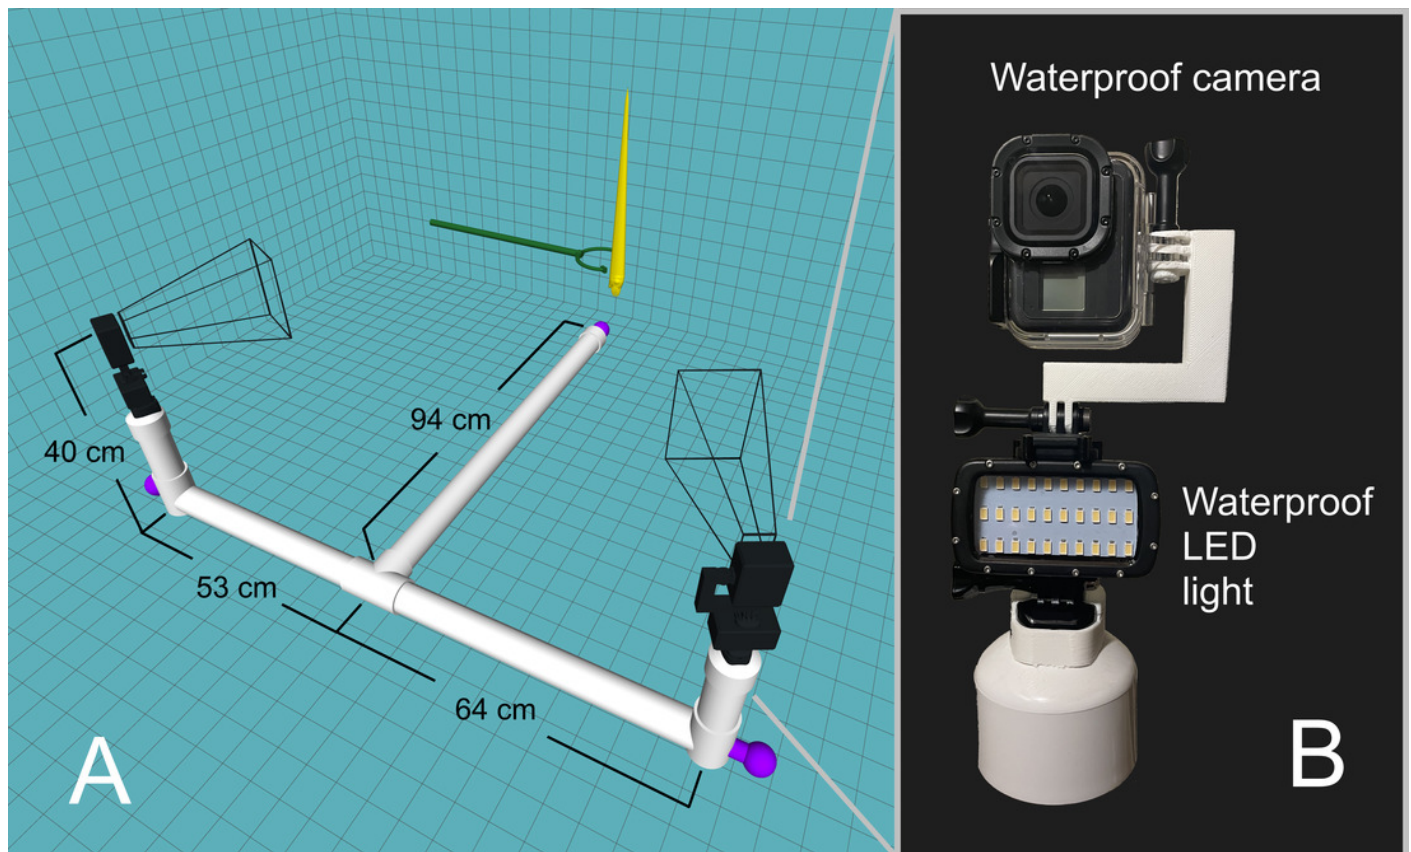 94 cm
40 cm
53 cm
64 cm
A
Waterproof camera
Waterproof
LED
light
B